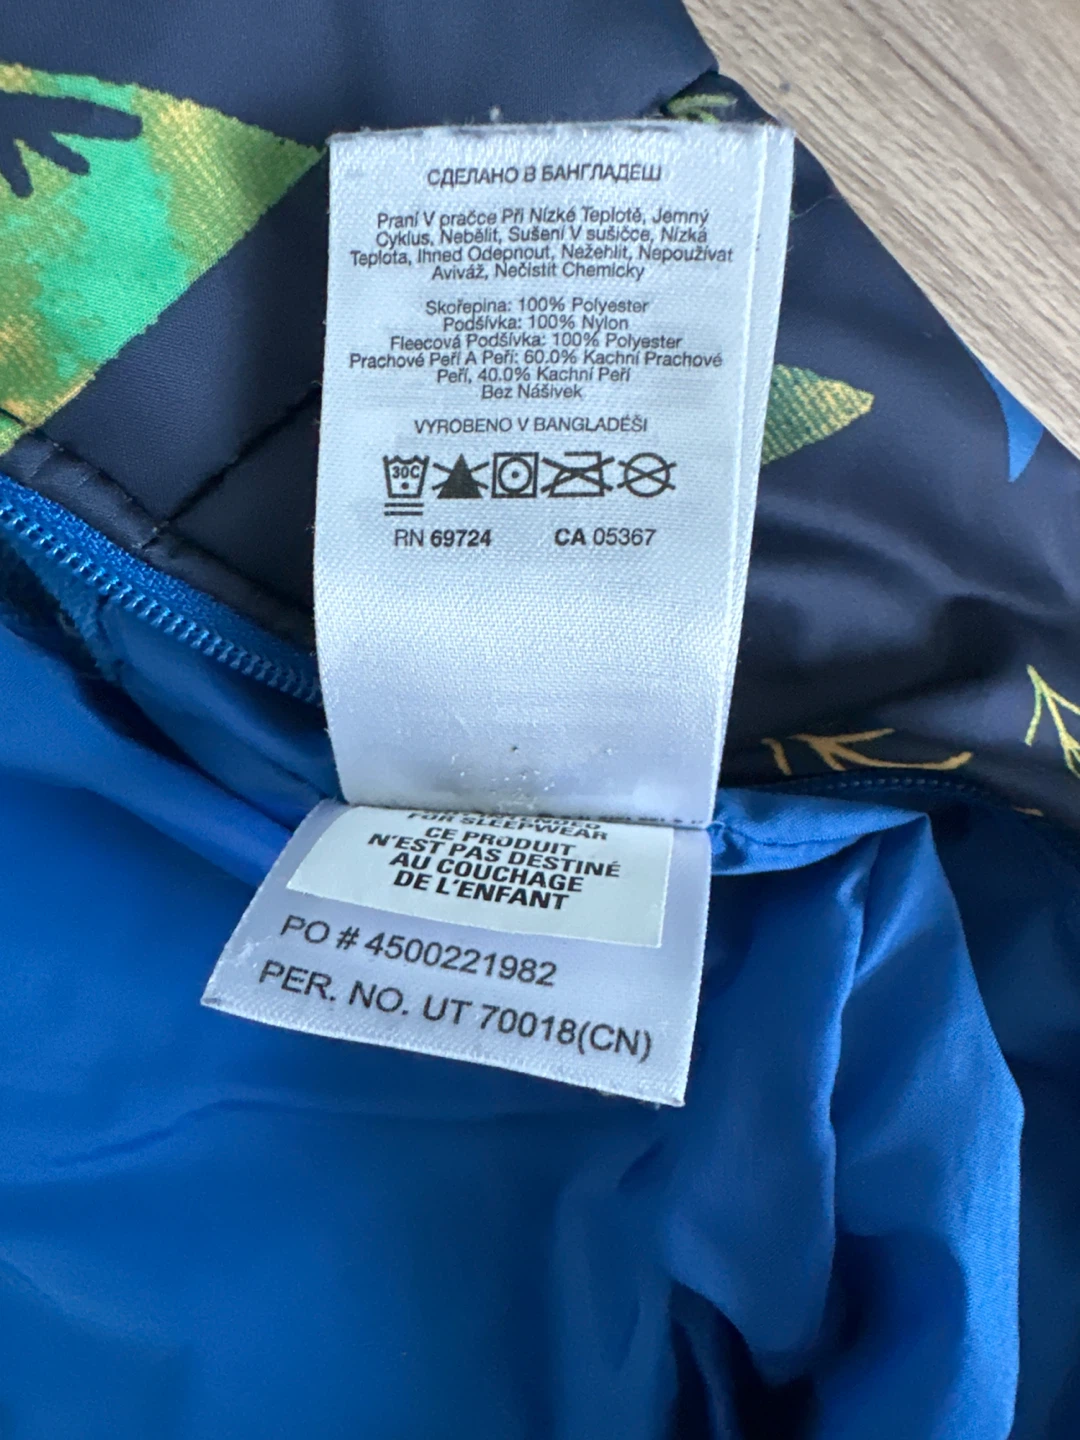 СДЕЛАНО В БАНГЛАДЕШ
Praní V pračce Při Nízké Teplotě, Jemný
Cyklus, Nebělit, Sušení V sušičce, Nízká
Teplota, Ihned Odepnout, Nežehlit, Nepoužívat
Aviváž, Nečistit Chemicky
Skořepina: 100% Polyester
Podšívka: 100% Nylon
Fleecová Podšívka: 100% Polyester
Prachové Peří A Peří: 60.0% Kachní Prachové
Peří, 40.0% Kachní Peří
Bez Nášivek
VYROBENO V BANGLADÉŠI
30C
RN 69724 CA 05367
FOR SLEEPWEAR
CE PRODUIT
N'EST PAS DESTINÉ
AU COUCHAGE
DE L'ENFANT
PO # 4500221982
PER. NO. UT 70018(CN)